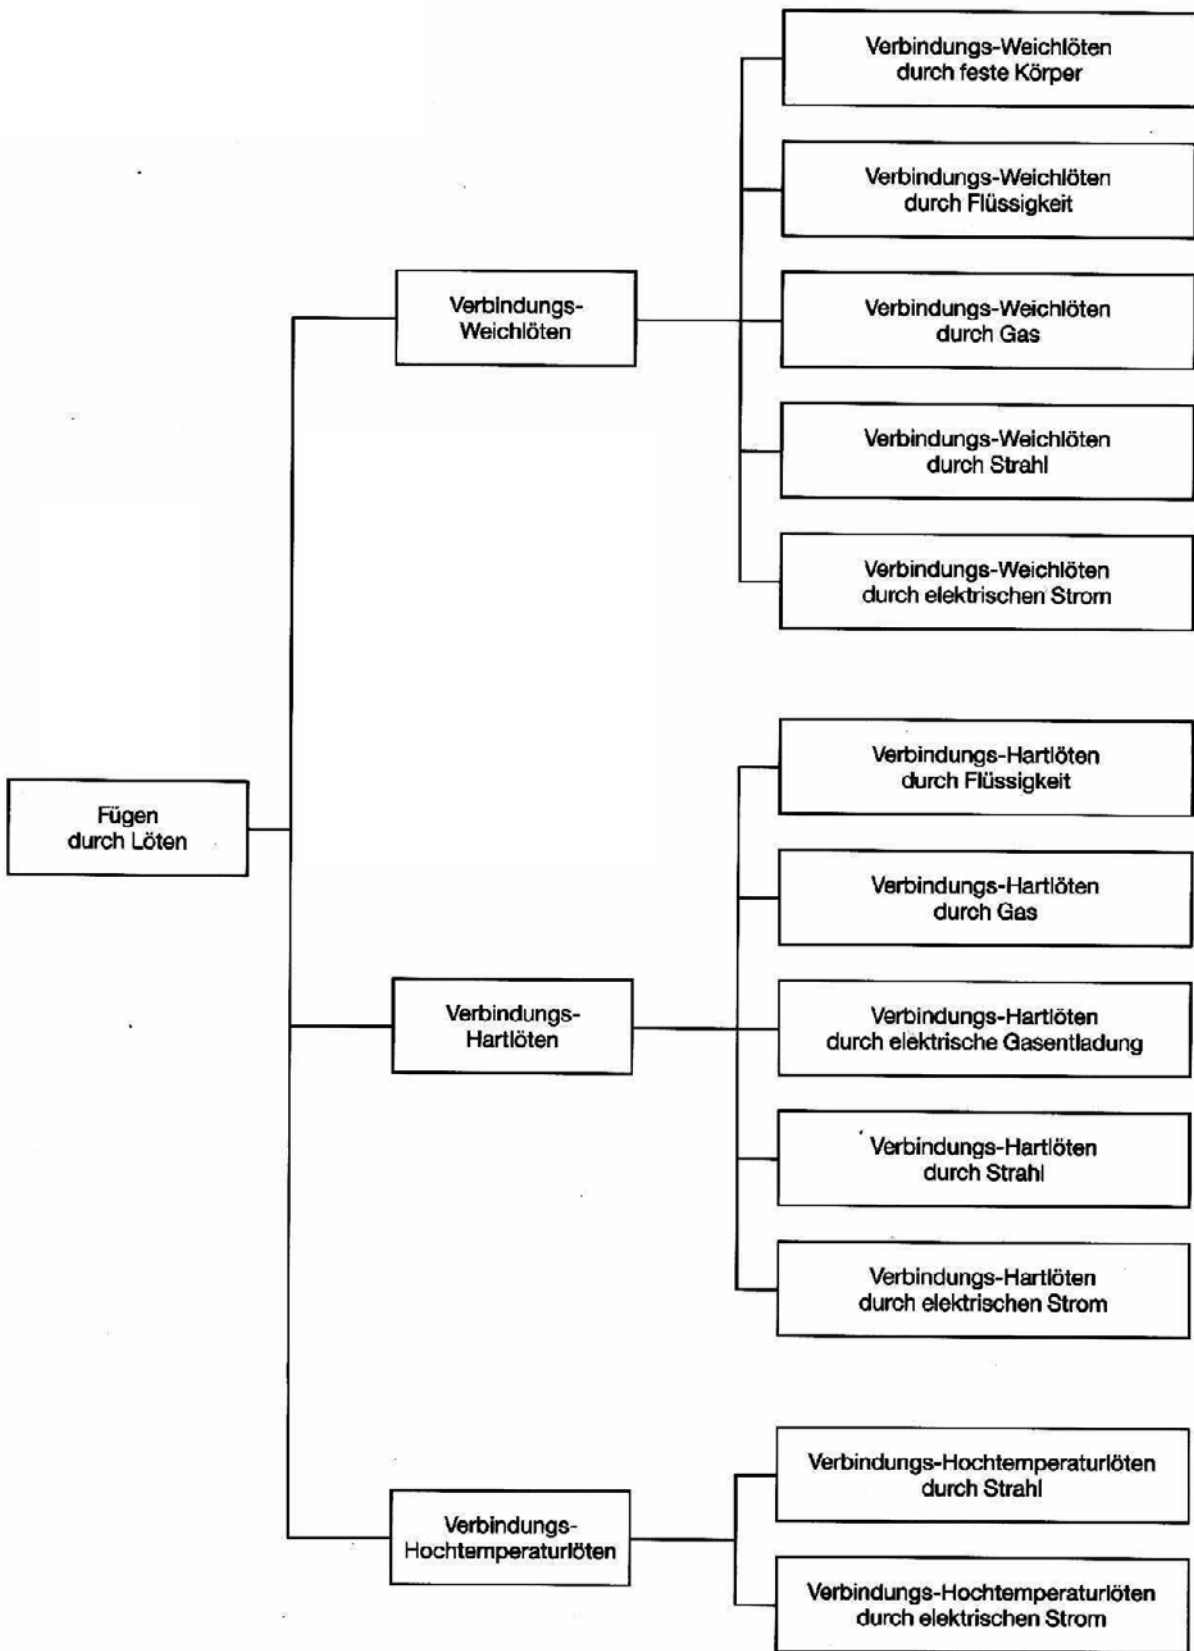 Fügen
durch Löten
Verbindungs-
Weichlöten
Verbindungs-Weichlöten
durch feste Körper
Verbindungs-Weichlöten
durch Flüssigkeit
Verbindungs-Weichlöten
durch Gas
Verbindungs-Weichlöten
durch Strahl
Verbindungs-Weichlöten
durch elektrischen Strom
Verbindungs-
Hartlöten
Verbindungs-Hartlöten
durch Flüssigkeit
Verbindungs-Hartlöten
durch Gas
Verbindungs-Hartlöten
durch elektrische Gasentladung
Verbindungs-Hartlöten
durch Strahl
Verbindungs-Hartlöten
durch elektrischen Strom
Verbindungs-
Hochtemperaturlöten
Verbindungs-Hochtemperaturlöten
durch Strahl
Verbindungs-Hochtemperaturlöten
durch elektrischen Strom